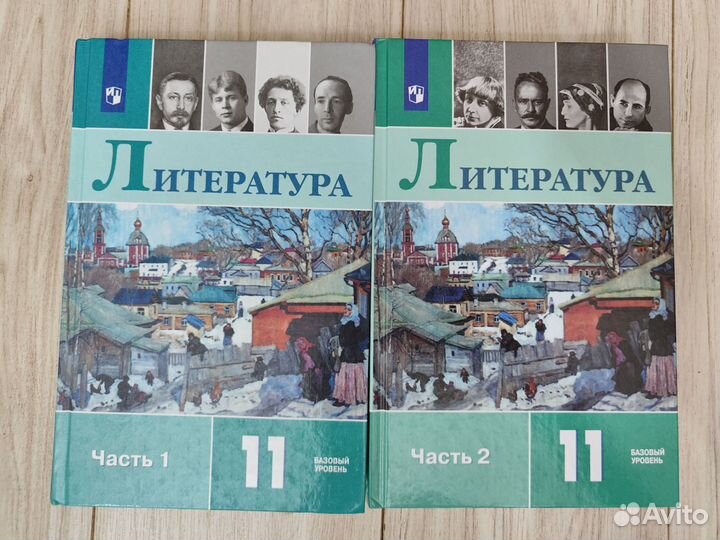 Литература
Часть 1
11
БАЗОВЫЙ
УРОВЕНЬ
Литература
Часть 2
11
БАЗОВЫЙ
УРОВЕНЬ
Avito